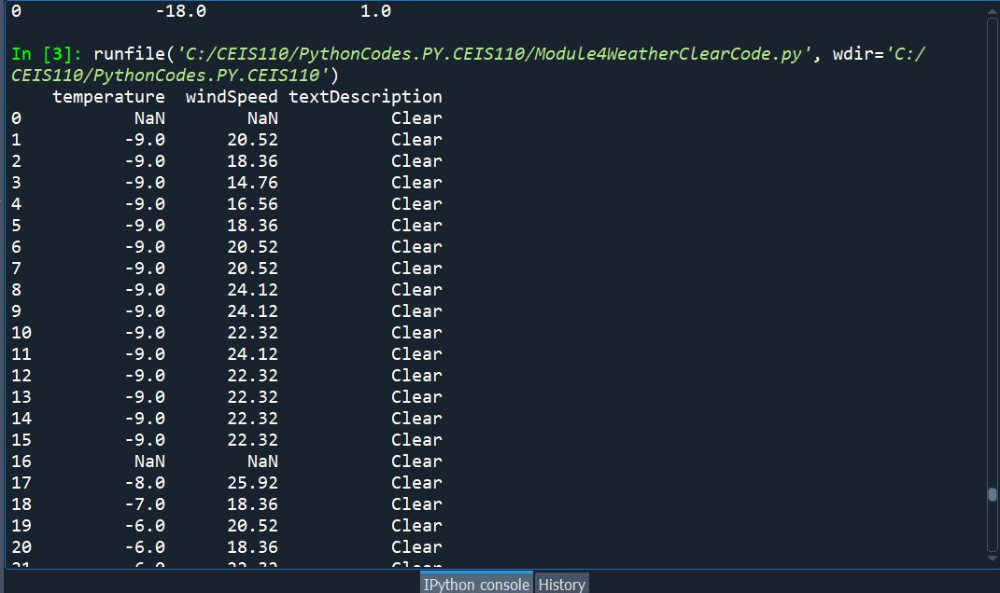 0 -18.0 1.0
In [3]: runfile('C:/CEIS110/PythonCodes.PY.CEIS110/Module4WeatherClearCode.py', wdir='C:/
CEIS110/PythonCodes.PY.CEIS110')
temperature windSpeed textDescription
0 NaN NaN Clear
1 -9.0 20.52 Clear
2 -9.0 18.36 Clear
3 -9.0 14.76 Clear
4 -9.0 16.56 Clear
5 -9.0 18.36 Clear
6 -9.0 20.52 Clear
7 -9.0 20.52 Clear
8 -9.0 24.12 Clear
9 -9.0 24.12 Clear
10 -9.0 22.32 Clear
11 -9.0 24.12 Clear
12 -9.0 22.32 Clear
13 -9.0 22.32 Clear
14 -9.0 22.32 Clear
15 -9.0 22.32 Clear
16 NaN NaN Clear
17 -8.0 25.92 Clear
18 -7.0 18.36 Clear
19 -6.0 20.52 Clear
20 -6.0 18.36 Clear
IPython console History